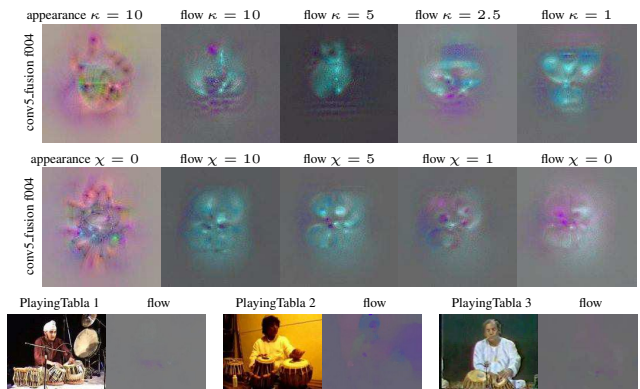 appearance κ = 10 flow κ = 10 flow κ = 5 flow κ = 2.5 flow κ = 1
conv5_fusion f004
appearance χ = 0 flow χ = 10 flow χ = 5 flow χ = 1 flow χ = 0
conv5_fusion f004
PlayingTabla 1 flow PlayingTabla 2 flow PlayingTabla 3 flow